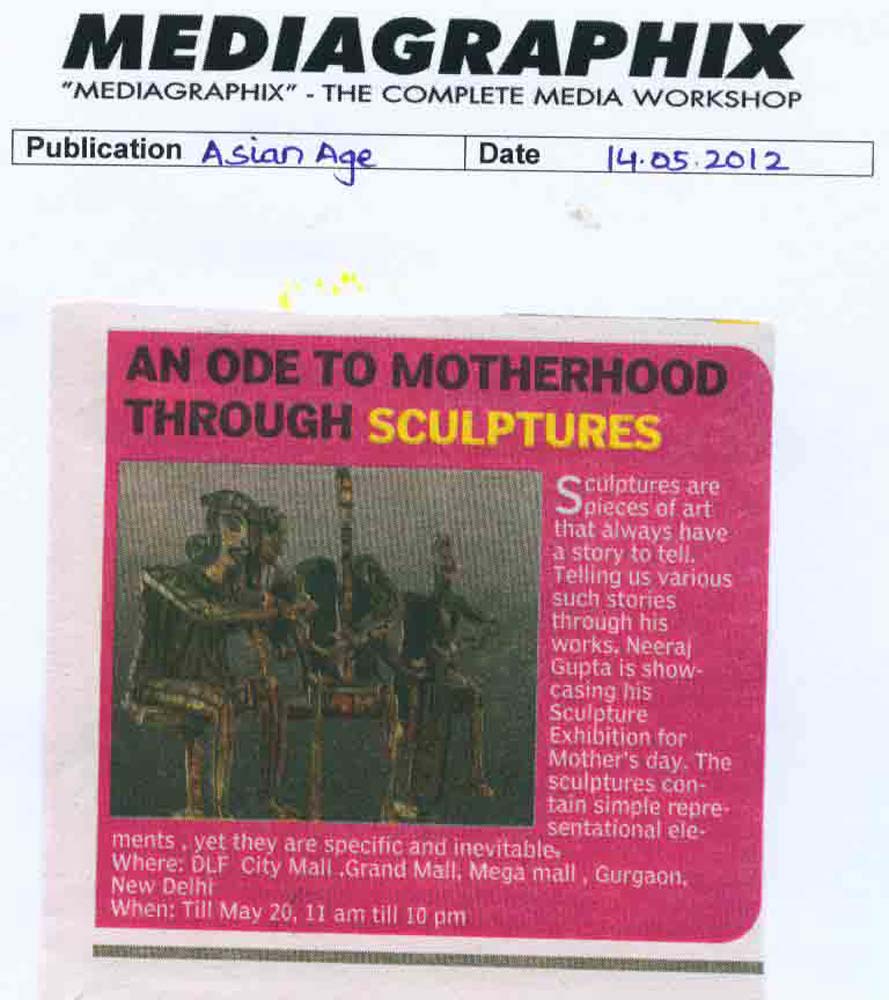 MEDIAGRAPHIX
"MEDIAGRAPHIX" - THE COMPLETE MEDIA WORKSHOP
Publication Asian Age Date 14.05.2012
AN ODE TO MOTHERHOOD
THROUGH SCULPTURES
Sculptures are
pieces of art
that always have
a story to tell.
Telling us various
such stories
through his
works, Neeraj
Gupta is show-
casing his
Sculpture
Exhibition for
Mother's day. The
sculptures con-
tain simple repre-
sentational ele-
ments , yet they are specific and inevitable.
Where: DLF City Mall ,Grand Mall, Mega mall , Gurgaon,
New Delhi
When: Till May 20, 11 am till 10 pm